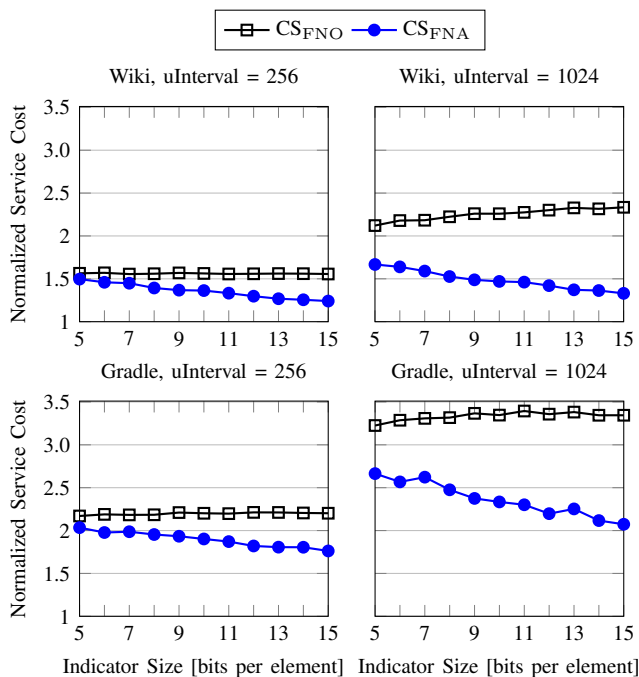 CS_FNO CS_FNA
Wiki, uInterval = 256 Wiki, uInterval = 1024
Normalized Service Cost
3.5
3
2.5
2
1.5
1
5 7 9 11 13 15 5 7 9 11 13 15
Gradle, uInterval = 256 Gradle, uInterval = 1024
Normalized Service Cost
3.5
3.0
2.5
2
1.5
1
5 7 9 11 13 15 5 7 9 11 13 15
Indicator Size [bits per element] Indicator Size [bits per element]